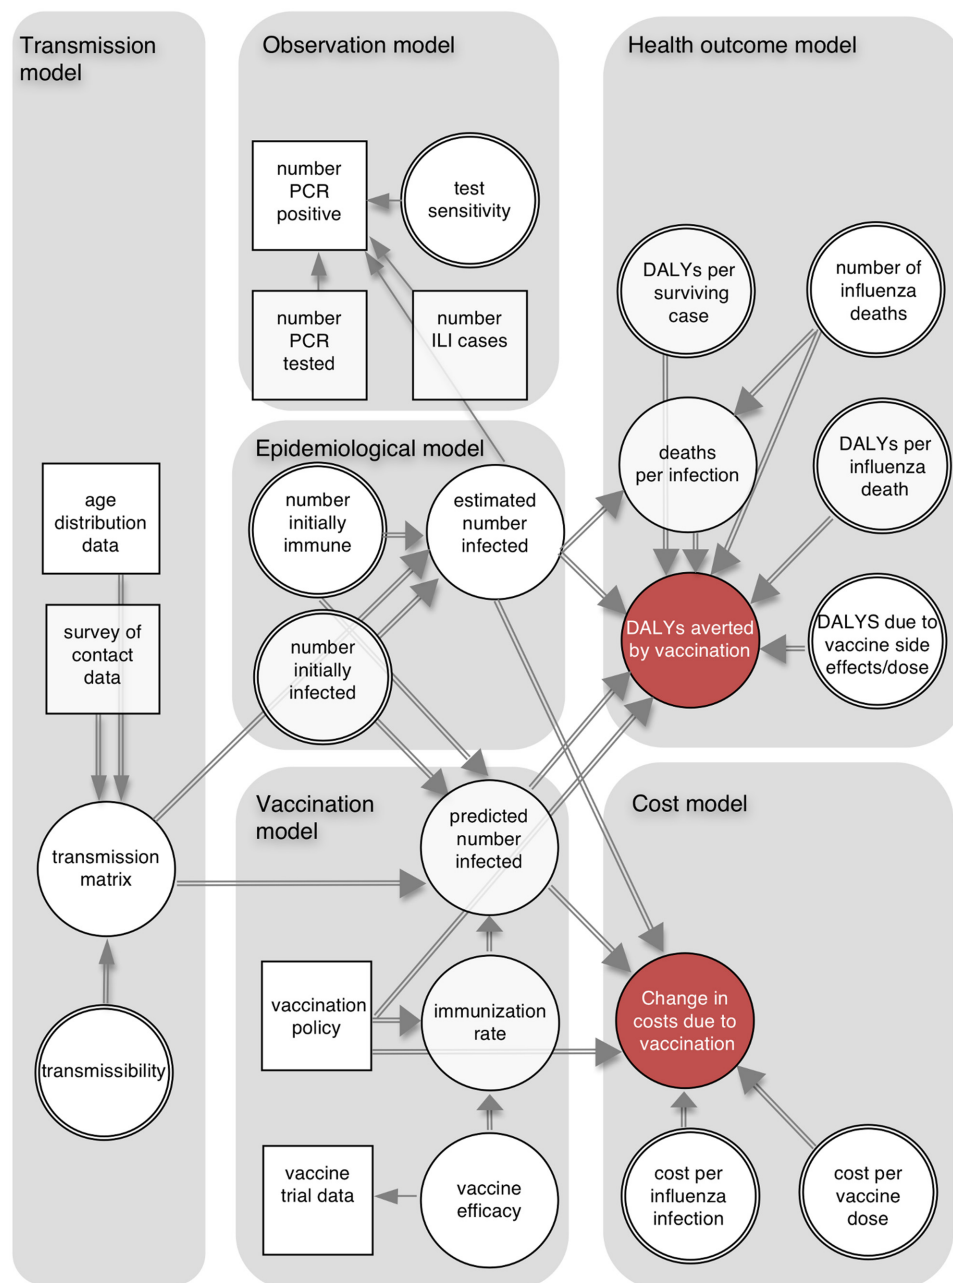 Transmission
model
Observation model
Health outcome model
number
PCR
positive
test
sensitivity
number
PCR
tested
number
ILI cases
DALYs per
surviving
case
number of
influenza
deaths
deaths
per infection
DALYs per
influenza
death
DALYs averted
by vaccination
DALYS due to
vaccine side
effects/dose
Epidemiological model
number
initially
immune
estimated
number
infected
number
initially
infected
age
distribution
data
survey of
contact
data
transmission
matrix
transmissibility
Vaccination
model
predicted
number
infected
vaccination
policy
immunization
rate
vaccine
trial data
vaccine
efficacy
Cost model
Change in
costs due to
vaccination
cost per
influenza
infection
cost per
vaccine
dose